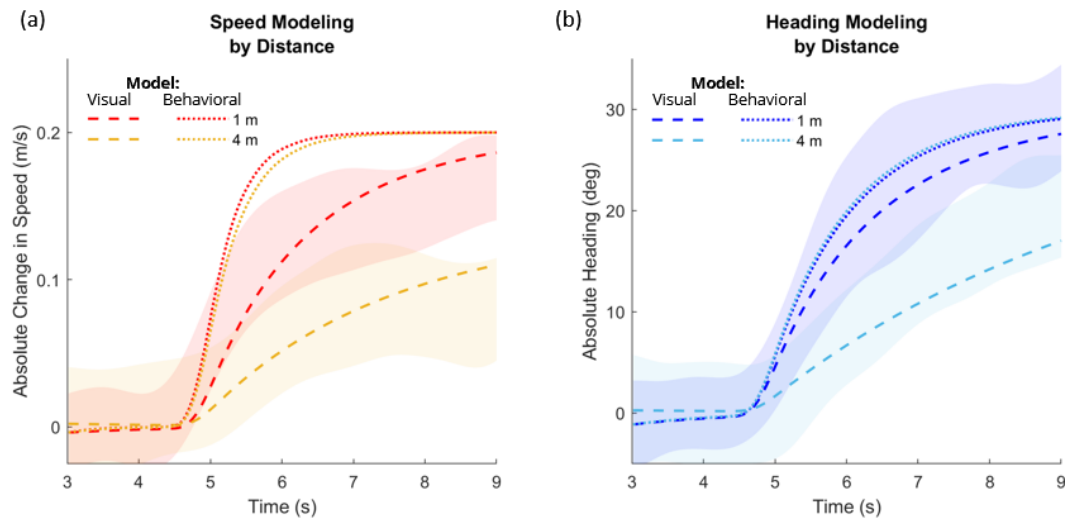 (a)
Speed Modeling
by Distance
Model:
Visual Behavioral
1 m
4 m
0.2
0.1
0
Absolute Change in Speed (m/s)
3 4 5 6 7 8 9
Time (s)
(b)
Heading Modeling
by Distance
Model:
Visual Behavioral
1 m
4 m
30
20
10
0
Absolute Heading (deg)
3 4 5 6 7 8 9
Time (s)